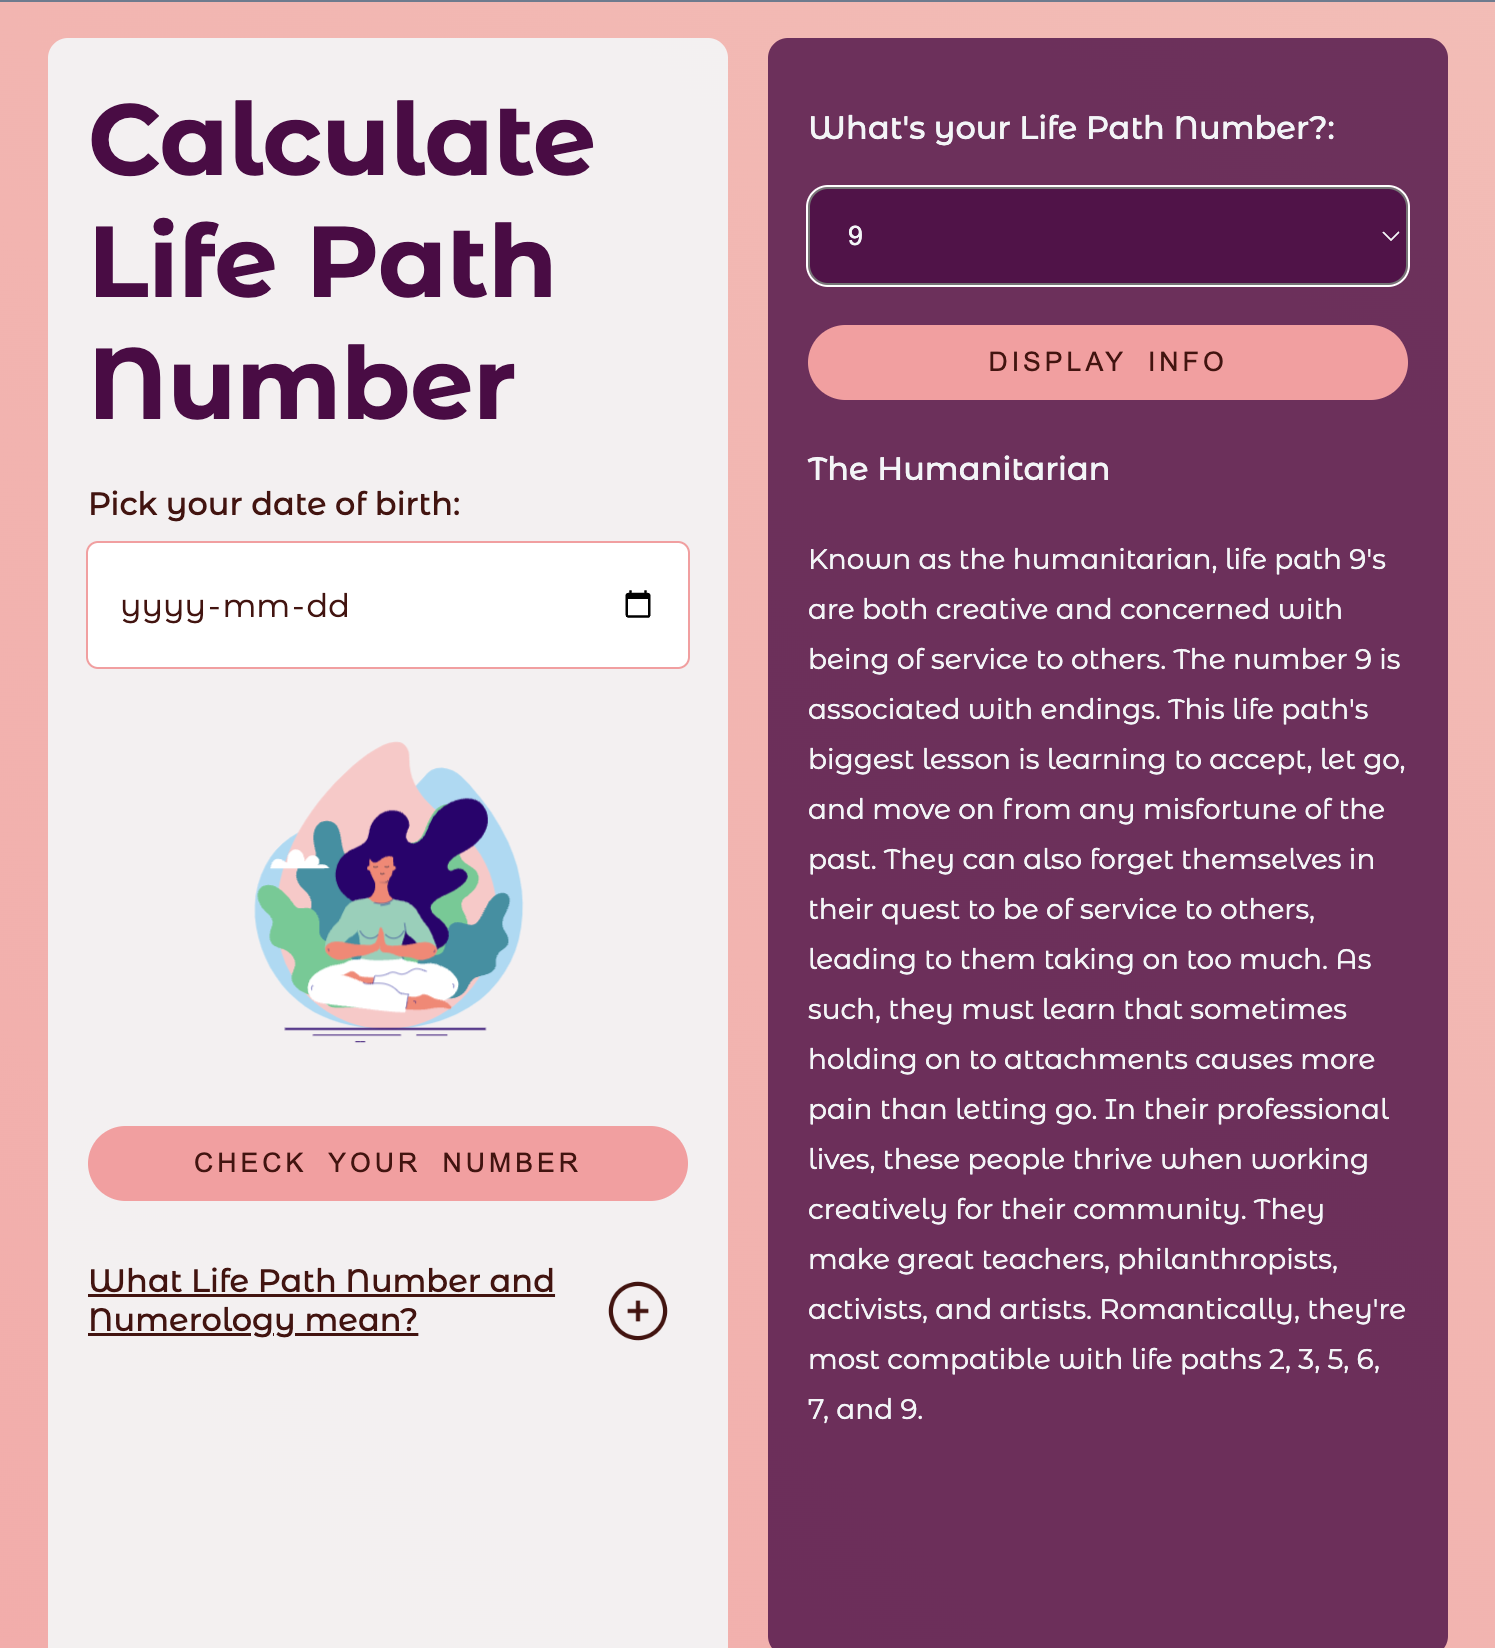 Calculate
Life Path
Number
Pick your date of birth:
yyyy-mm-dd
CHECK YOUR NUMBER
What Life Path Number and
Numerology mean?
What's your Life Path Number?:
9
DISPLAY INFO
The Humanitarian
Known as the humanitarian, life path 9's
are both creative and concerned with
being of service to others. The number 9 is
associated with endings. This life path's
biggest lesson is learning to accept, let go,
and move on from any misfortune of the
past. They can also forget themselves in
their quest to be of service to others,
leading to them taking on too much. As
such, they must learn that sometimes
holding on to attachments causes more
pain than letting go. In their professional
lives, these people thrive when working
creatively for their community. They
make great teachers, philanthropists,
activists, and artists. Romantically, they're
most compatible with life paths 2, 3, 5, 6,
7, and 9.